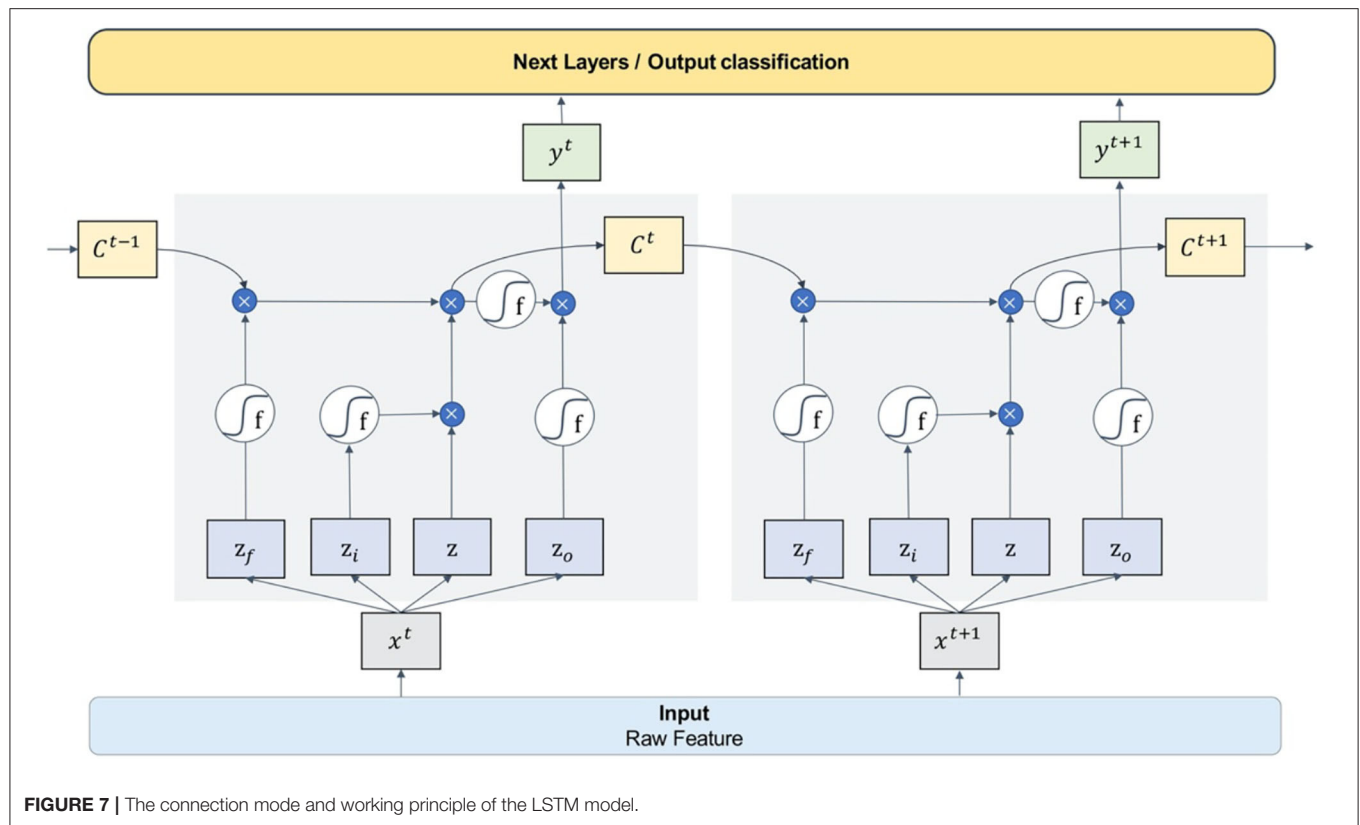 Next Layers / Output classification
y^t y^{t+1}
C^{t-1} C^t C^{t+1}
× × f × × × f ×
f f × f f f × f
z_f z_i z z_o z_f z_i z z_o
x^t x^{t+1}
Input
Raw Feature
FIGURE 7 | The connection mode and working principle of the LSTM model.